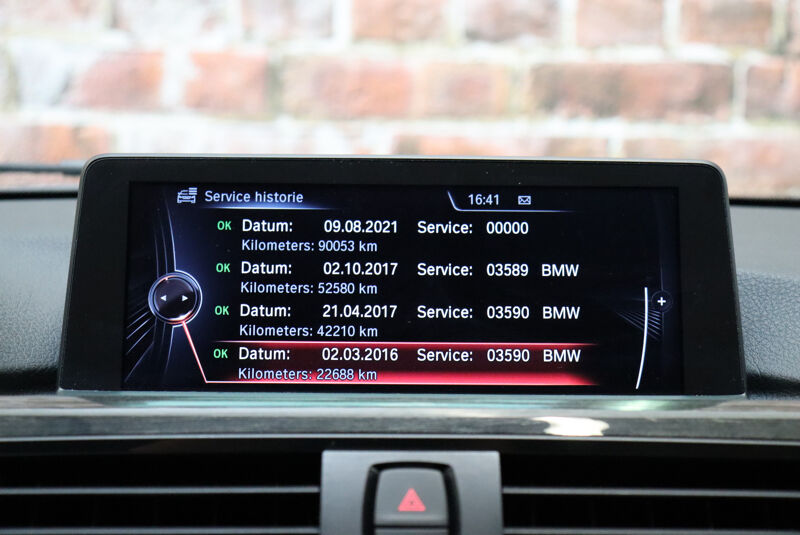 Service historie 16:41
OK Datum: 09.08.2021 Service: 00000
Kilometers: 90053 km
OK Datum: 02.10.2017 Service: 03589 BMW
Kilometers: 52580 km
OK Datum: 21.04.2017 Service: 03590 BMW
Kilometers: 42210 km
OK Datum: 02.03.2016 Service: 03590 BMW
Kilometers: 22688 km